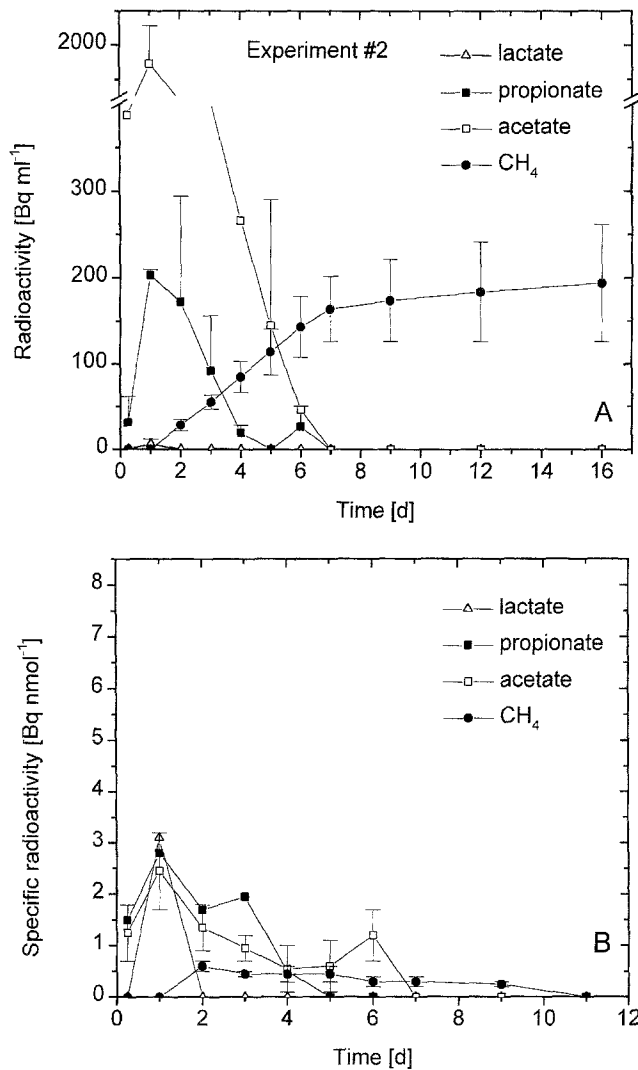 Experiment #2
lactate
propionate
acetate
CH₄
Radioactivity [Bq ml⁻¹]
2000
300
200
100
0
A
0 2 4 6 8 10 12 14 16
Time [d]
lactate
propionate
acetate
CH₄
Specific radioactivity [Bq nmol⁻¹]
8
7
6
5
4
3
2
1
0
B
0 2 4 6 8 10 12
Time [d]